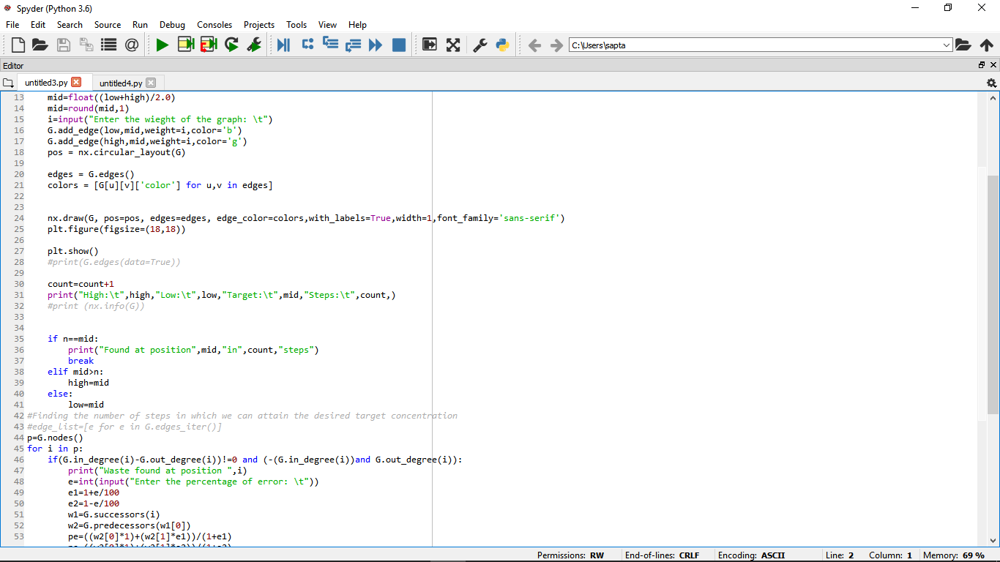 Spyder (Python 3.6)
File Edit Search Source Run Debug Consoles Projects Tools View Help
C:\Users\sapta
Editor
untitled3.py untitled4.py
13 mid=float((low+high)/2.0)
14 mid=round(mid,1)
15 i=input("Enter the wieght of the graph: \t")
16 G.add_edge(low,mid,weight=i,color='b')
17 G.add_edge(high,mid,weight=i,color='g')
18 pos = nx.circular_layout(G)
19
20 edges = G.edges()
21 colors = [G[u][v]['color'] for u,v in edges]
22
23
24 nx.draw(G, pos=pos, edges=edges, edge_color=colors,with_labels=True,width=1,font_family='sans-serif')
25 plt.figure(figsize=(18,18))
26
27 plt.show()
28 #print(G.edges(data=True))
29
30 count=count+1
31 print("High:\t",high,"Low:\t",low,"Target:\t",mid,"Steps:\t",count,)
32 #print (nx.info(G))
33
34
35 if n==mid:
36 print("Found at position",mid,"in",count,"steps")
37 break
38 elif mid>n:
39 high=mid
40 else:
41 low=mid
42 #Finding the number of steps in which we can attain the desired target concentration
43 #edge_list=[e for e in G.edges_iter()]
44 p=G.nodes()
45 for i in p:
46 if(G.in_degree(i)-G.out_degree(i))!=0 and (-(G.in_degree(i))and G.out_degree(i)):
47 print("Waste found at position ",i)
48 e=int(input("Enter the percentage of error: \t"))
49 e1=1+e/100
50 e2=1-e/100
51 w1=G.successors(i)
52 w2=G.predecessors(w1[0])
53 pe=((w2[0]*1)+(w2[1]*e1))/(1+e1)
Permissions: RW End-of-lines: CRLF Encoding: ASCII Line: 2 Column: 1 Memory: 69 %